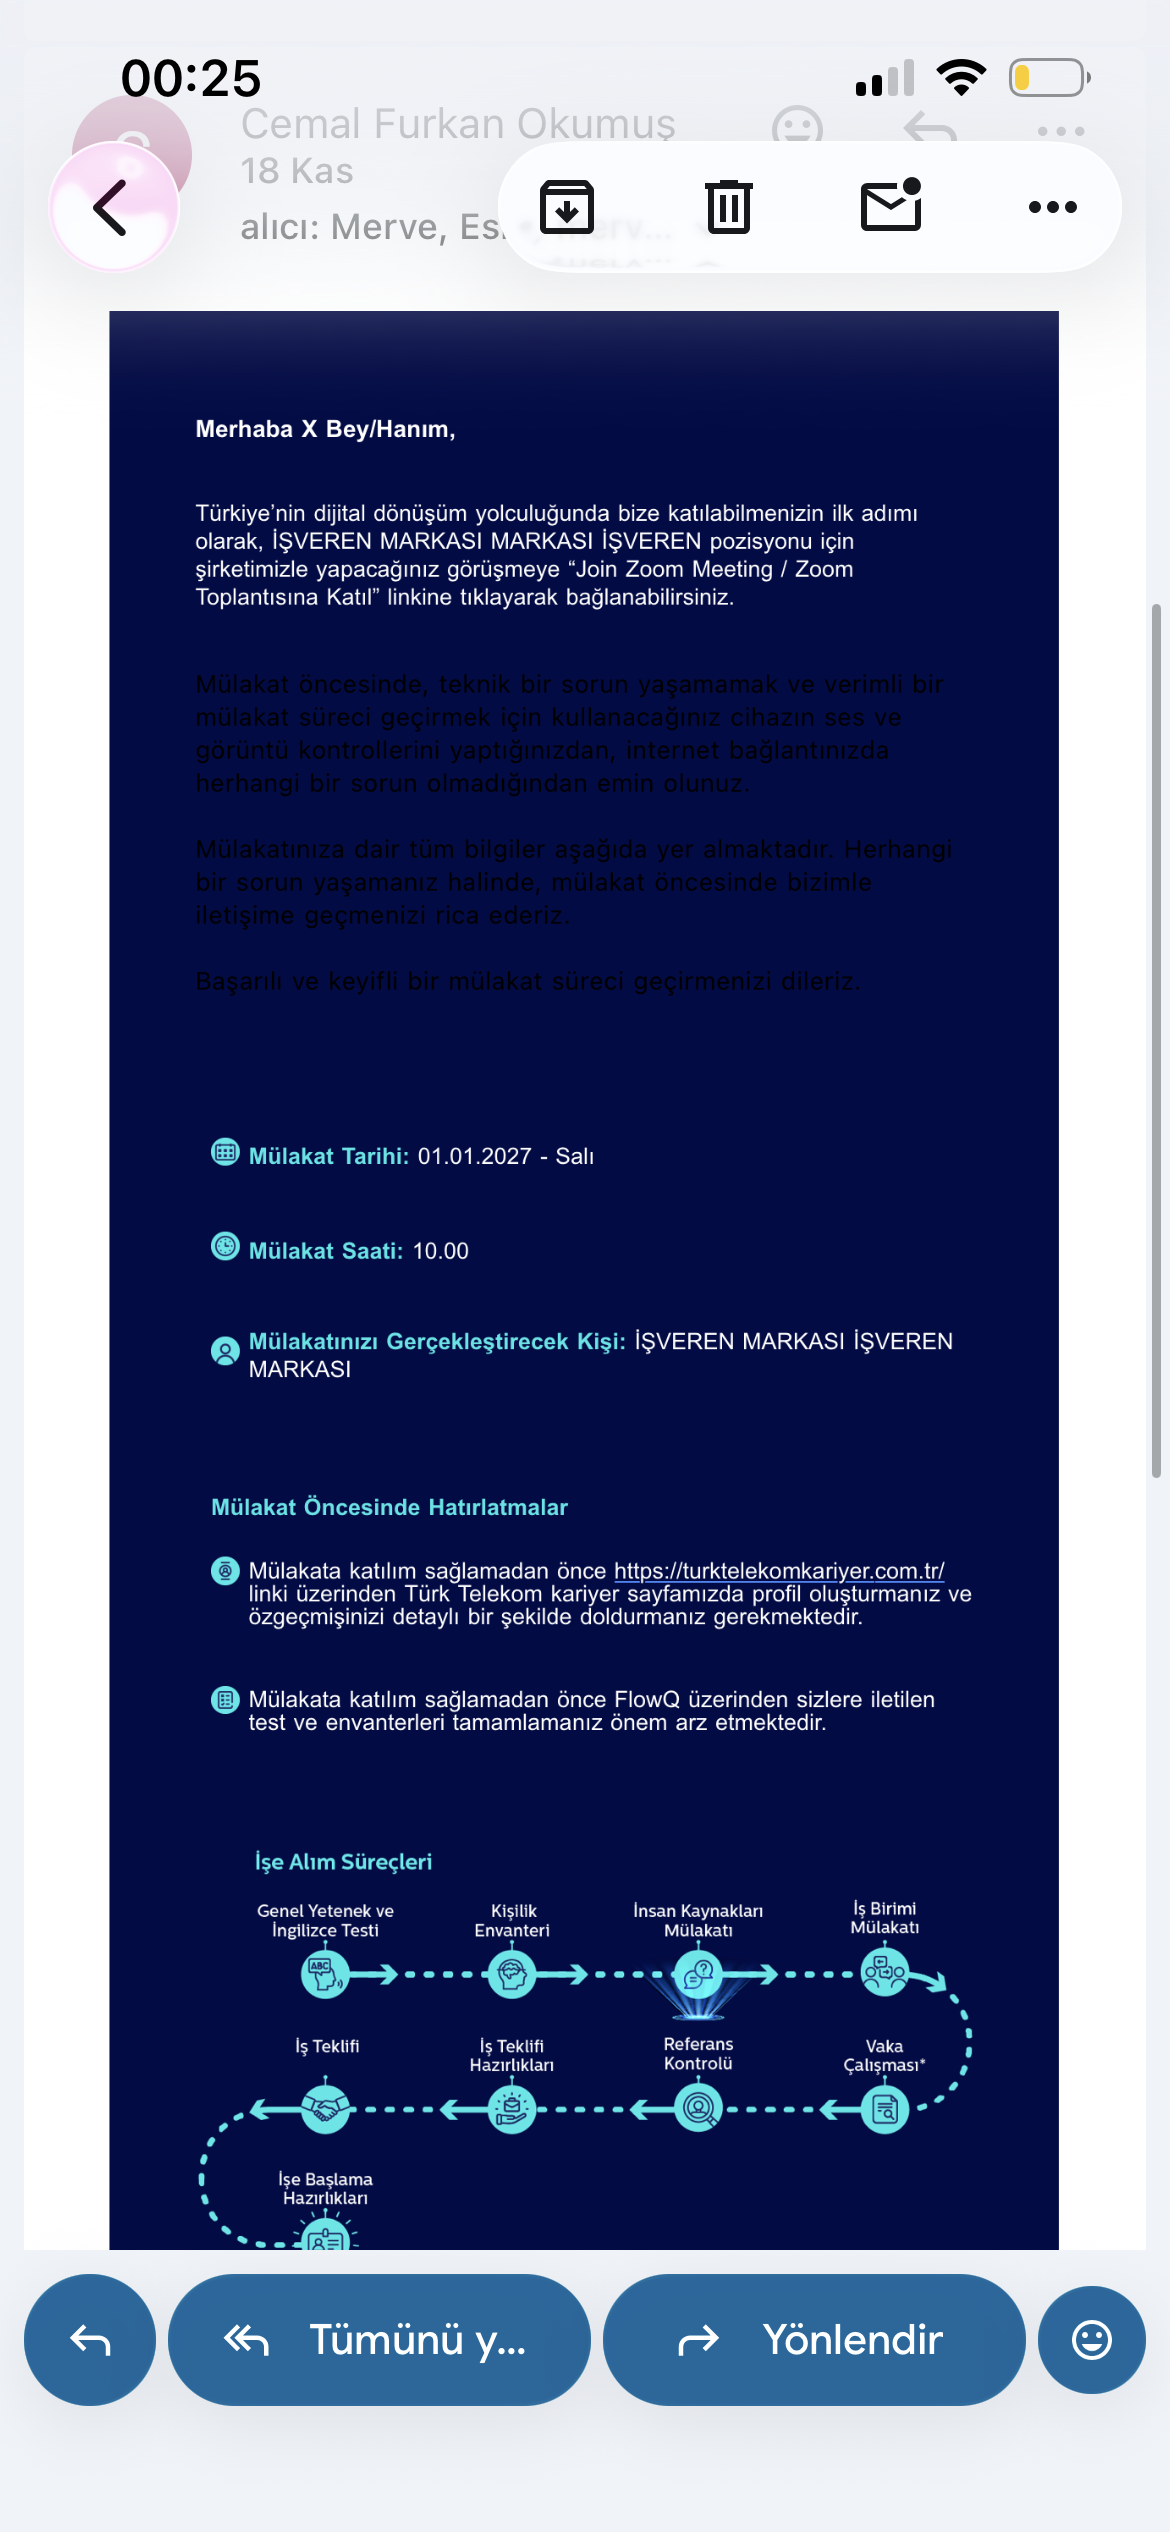 00:25
Cemal Furkan Okumuş
18 Kas
alıcı: Merve,
Merhaba X Bey/Hanım,
Türkiye'nin dijital dönüşüm yolculuğunda bize katılabilmenizin ilk adımı
olarak, İŞVEREN MARKASI MARKASI İŞVEREN pozisyonu için
şirketimizle yapacağınız görüşmeye “Join Zoom Meeting / Zoom
Toplantısına Katıl” linkine tıklayarak bağlanabilirsiniz.
Mülakat öncesinde, teknik bir sorun yaşamamak ve verimli bir
mülakat süreci geçirmek için kullanacağınız cihazın ses ve
görüntü kontrollerini yaptığınızdan, internet bağlantınızda
herhangi bir sorun olmadığından emin olunuz.
Mülakatınıza dair tüm bilgiler aşağıda yer almaktadır. Herhangi
bir sorun yaşamanız halinde, mülakat öncesinde bizimle
iletişime geçmenizi rica ederiz.
Başarılı ve keyifli bir mülakat süreci geçirmenizi dileriz.
Mülakat Tarihi: 01.01.2027 - Salı
Mülakat Saati: 10.00
Mülakatınızı Gerçekleştirecek Kişi: İŞVEREN MARKASI İŞVEREN
MARKASI
Mülakat Öncesinde Hatırlatmalar
Mülakata katılım sağlamadan önce https://turktelekomkariyer.com.tr/
linki üzerinden Türk Telekom kariyer sayfamızda profil oluşturmanız ve
özgeçmişinizi detaylı bir şekilde doldurmanız gerekmektedir.
Mülakata katılım sağlamadan önce FlowQ üzerinden sizlere iletilen
test ve envanterleri tamamlamanız önem arz etmektedir.
İşe Alım Süreçleri
Genel Yetenek ve
İngilizce Testi
Kişilik
Envanteri
İnsan Kaynakları
Mülakatı
İş Birimi
Mülakatı
ABC
İş Teklifi
İş Teklifi
Hazırlıkları
Referans
Kontrolü
Vaka
Çalışması*
İşe Başlama
Hazırlıkları
Tümünü y...
Yönlendir